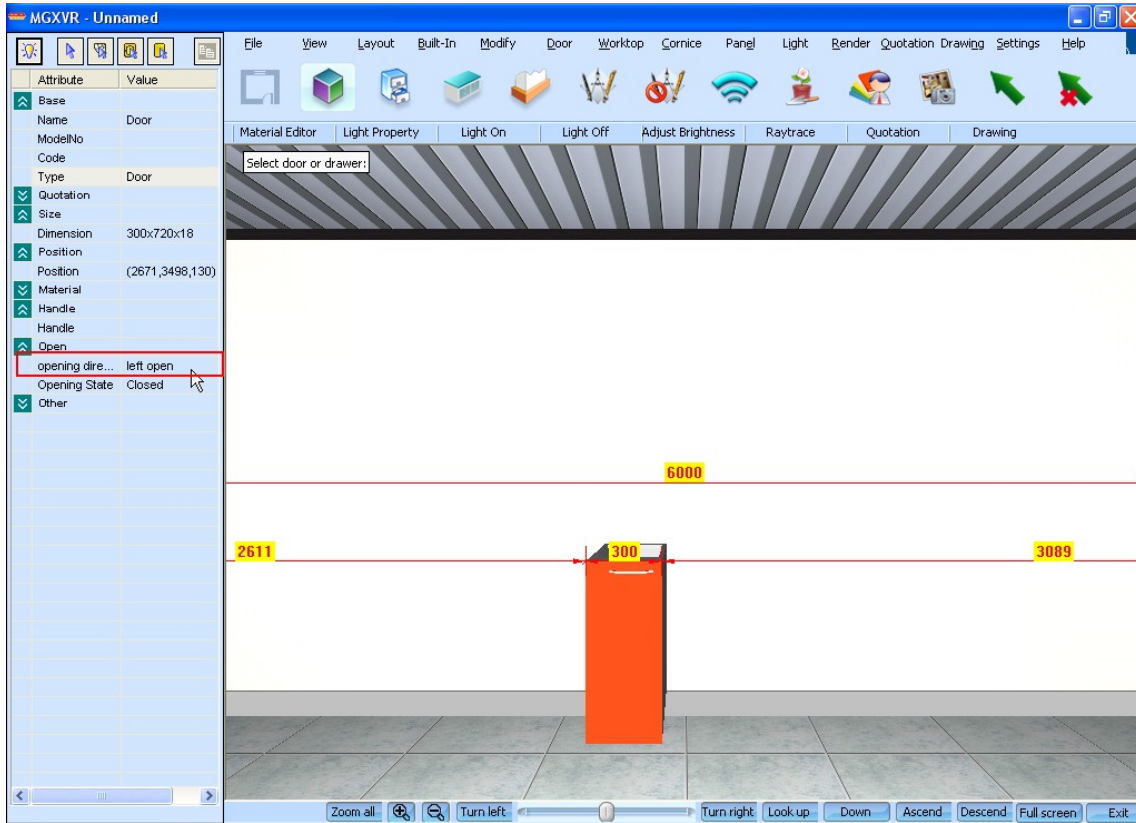 MGXVR - Unnamed
File View Layout Built-In Modify Door Worktop Cornice Panel Light Render Quotation Drawing Settings Help
Material Editor Light Property Light On Light Off Adjust Brightness Raytrace Quotation Drawing
Attribute Value
Base
Name Door
ModelNo
Code
Type Door
Quotation
Size
Dimension 300x720x18
Position
Position (2671,3498,130)
Material
Handle
Handle
Open
opening dire... left open
Opening State Closed
Other
Select door or drawer:
6000
2611 300 3089
Zoom all Turn left Turn right Look up Down Ascend Descend Full screen Exit